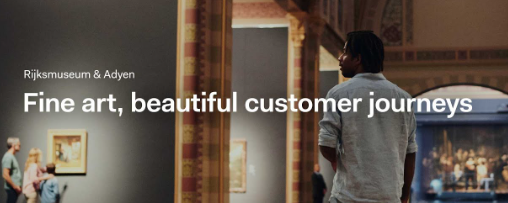 Rijksmuseum & Adyen
Fine art, beautiful customer journeys